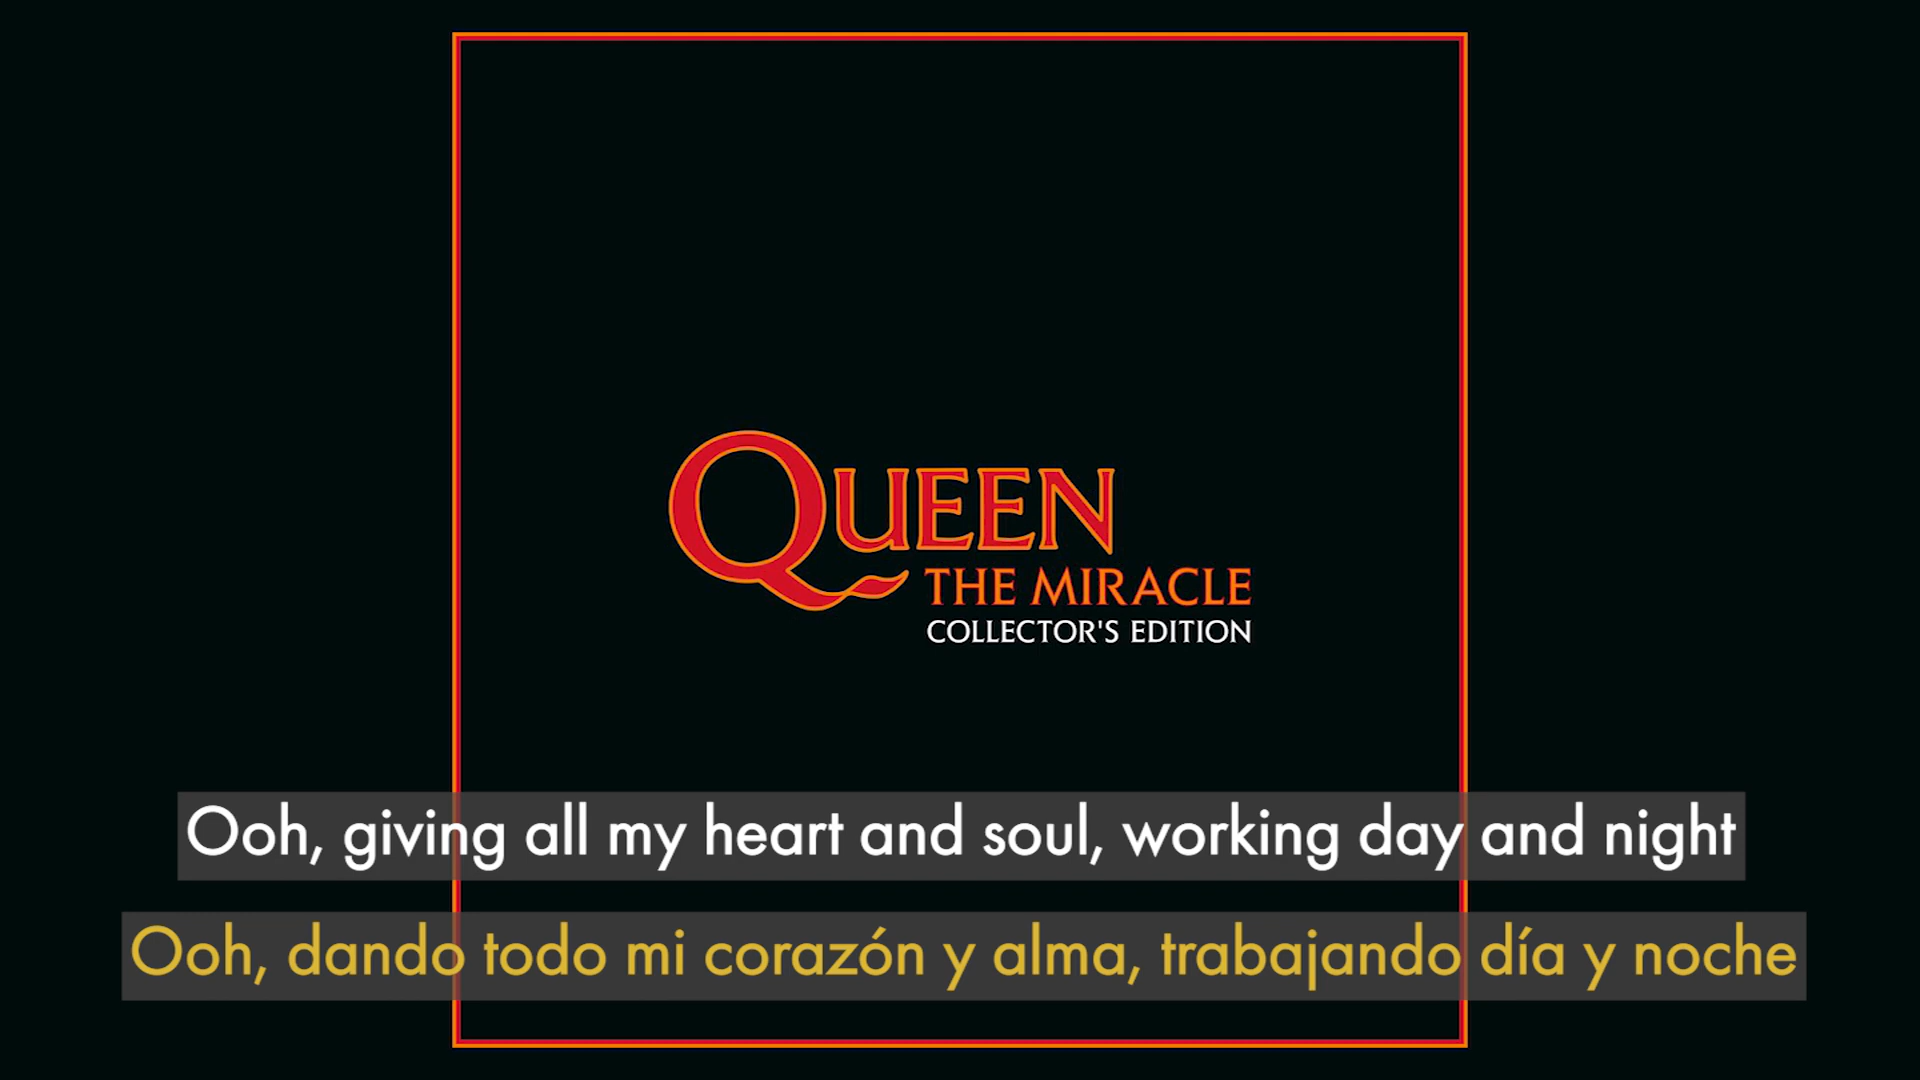 QUEEN
THE MIRACLE
COLLECTOR'S EDITION
Ooh, giving all my heart and soul, working day and night
Ooh, dando todo mi corazón y alma, trabajando día y noche